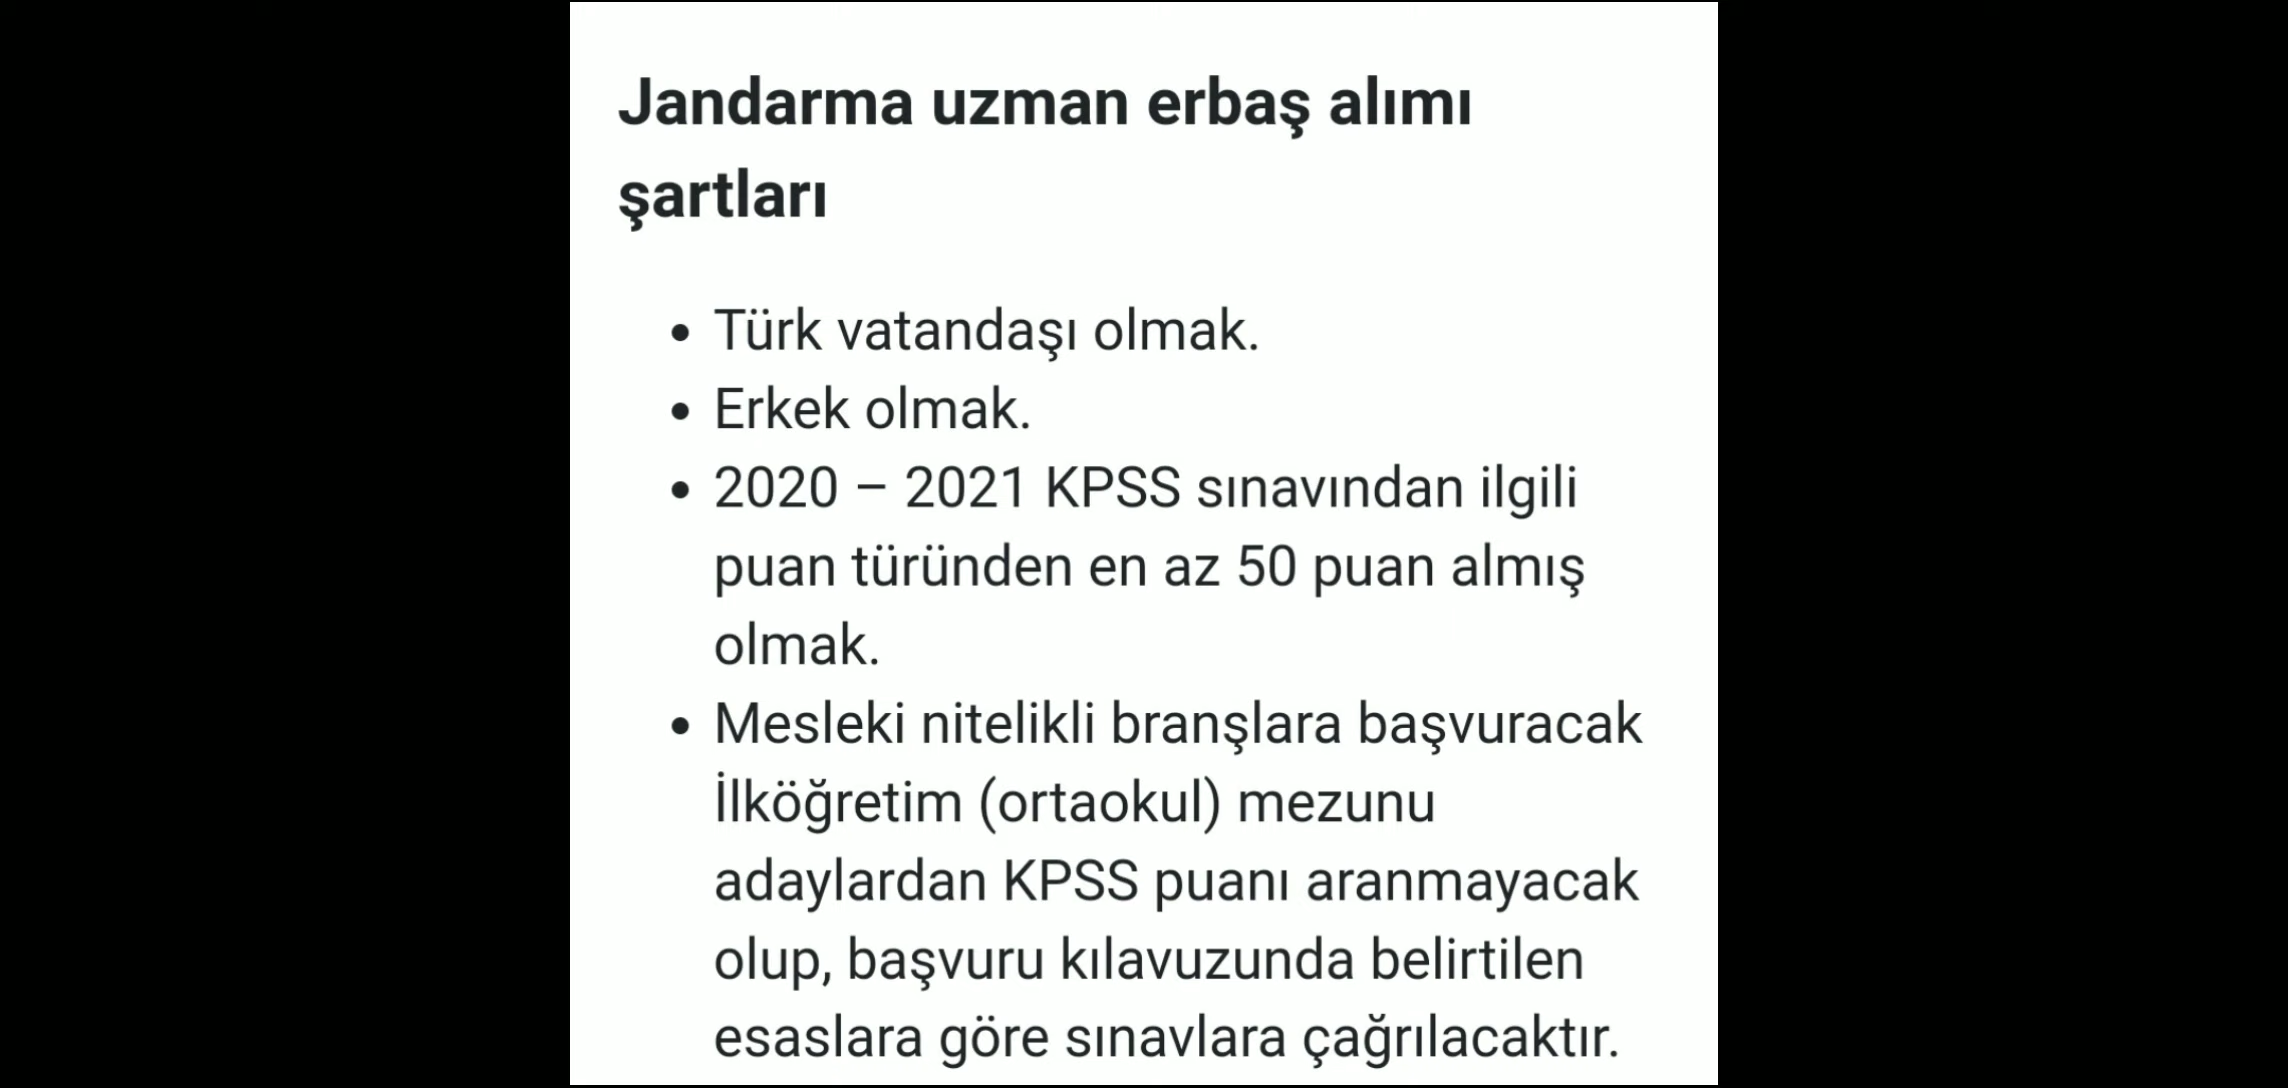 Jandarma uzman erbaş alımı
şartları
• Türk vatandaşı olmak.
• Erkek olmak.
• 2020 – 2021 KPSS sınavından ilgili
puan türünden en az 50 puan almış
olmak.
• Mesleki nitelikli branşlara başvuracak
İlköğretim (ortaokul) mezunu
adaylardan KPSS puanı aranmayacak
olup, başvuru kılavuzunda belirtilen
esaslara göre sınavlara çağrılacaktır.